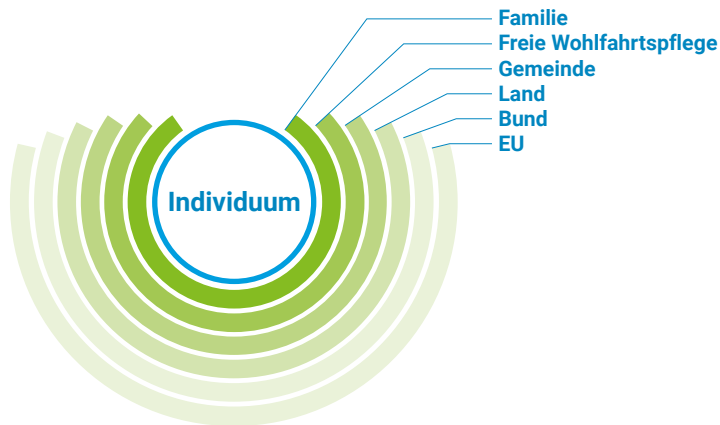 Familie
Freie Wohlfahrtspflege
Gemeinde
Land
Bund
EU
Individuum